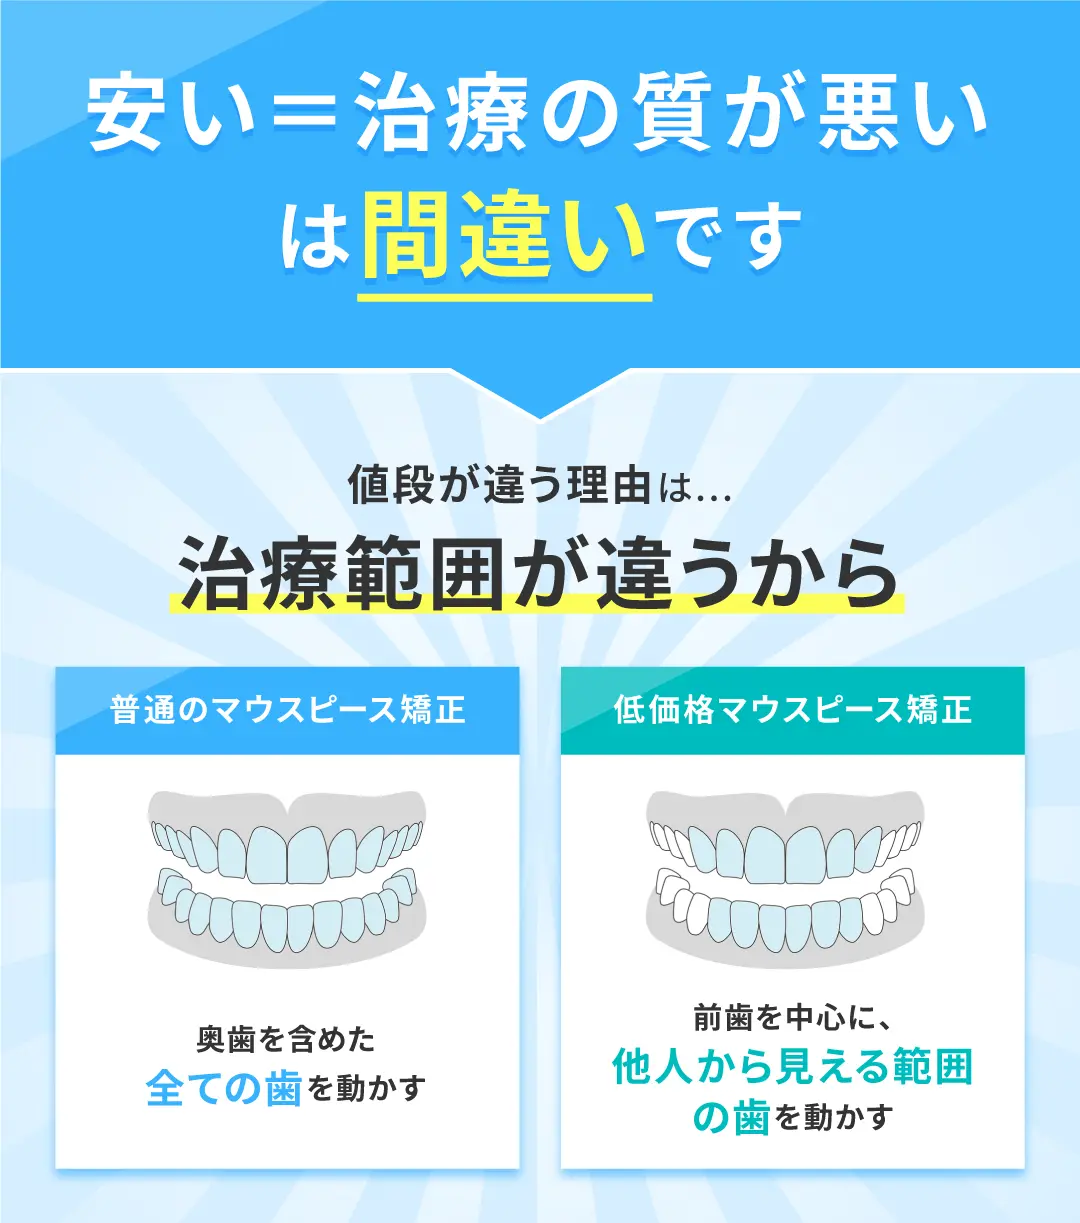 安い＝治療の質が悪い
は間違いです
値段が違う理由は…
治療範囲が違うから
普通のマウスピース矯正
奥歯を含めた
全ての歯を動かす
低価格マウスピース矯正
前歯を中心に、
他人から見える範囲
の歯を動かす